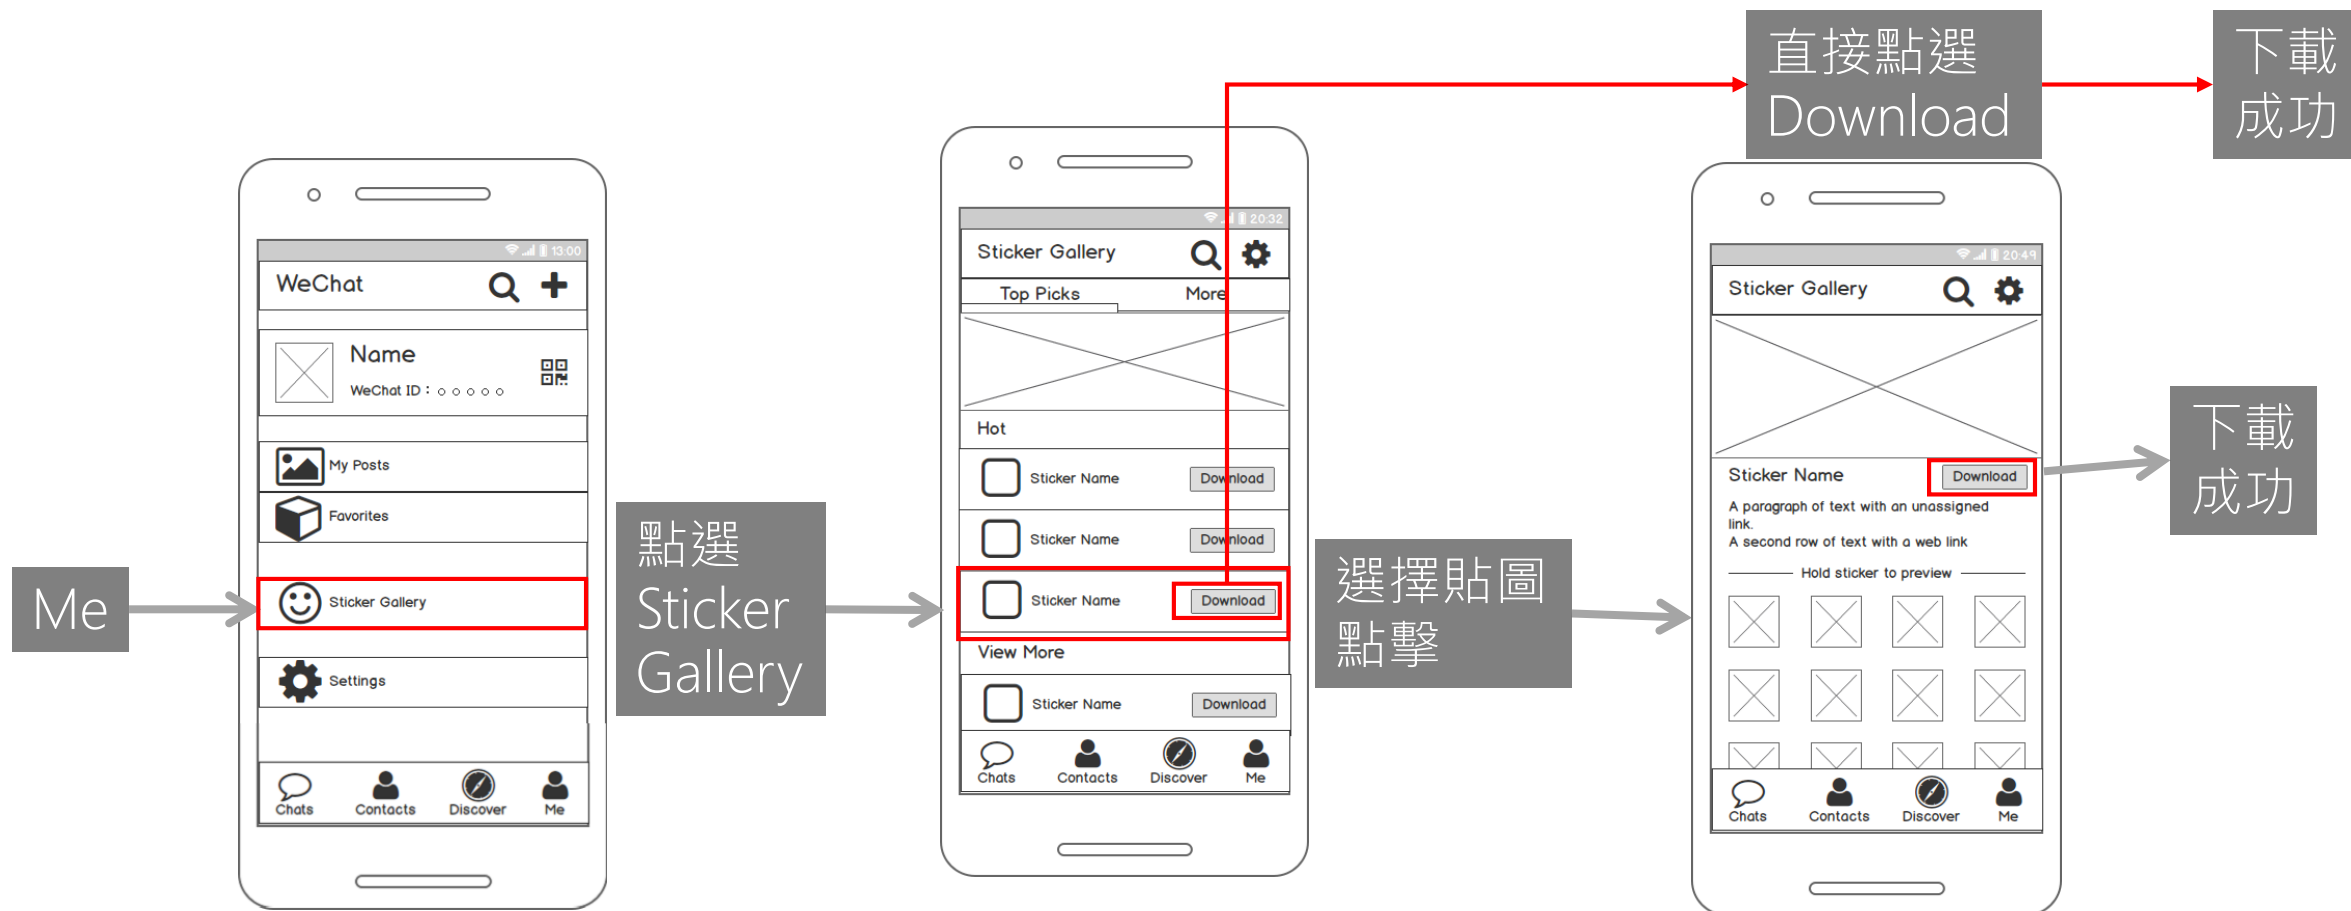 Me
13:00
WeChat
Name
WeChat ID：○ ○ ○ ○ ○
My Posts
Favorites
Sticker Gallery
Settings
Chats Contacts Discover Me
點選
Sticker
Gallery
20:32
Sticker Gallery
Top Picks More
Hot
Sticker Name Download
Sticker Name Download
Sticker Name Download
View More
Sticker Name Download
Chats Contacts Discover Me
直接點選
Download
下載
成功
選擇貼圖
點擊
20:49
Sticker Gallery
Sticker Name Download
A paragraph of text with an unassigned
link.
A second row of text with a web link
Hold sticker to preview
Chats Contacts Discover Me
下載
成功